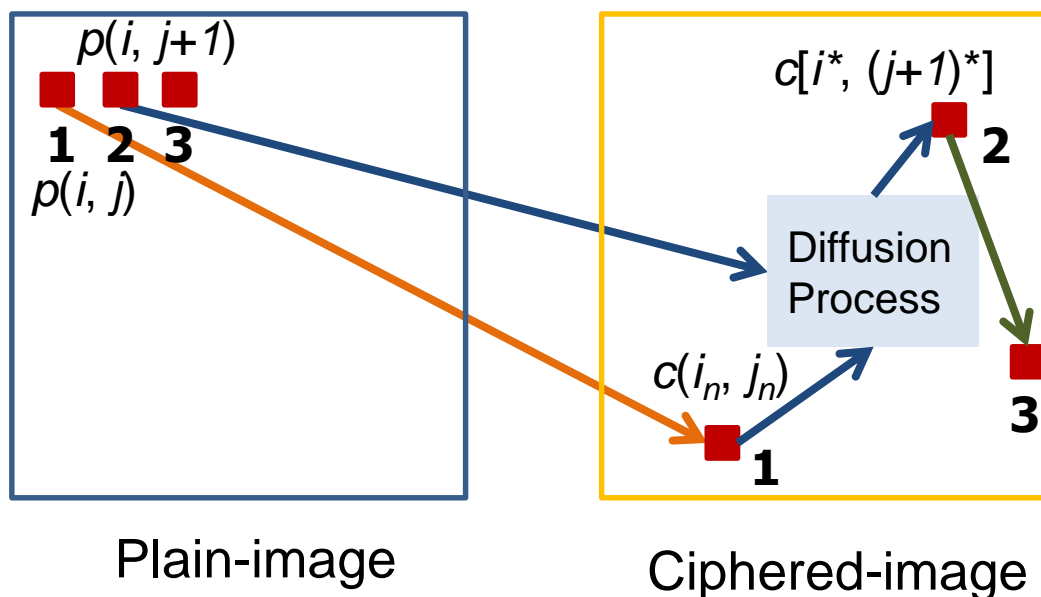 p(i, j+1)
1 2 3
p(i, j)
Plain-image
c[i*, (j+1)*]
2
Diffusion
Process
c(iₙ, jₙ)
1
3
Ciphered-image